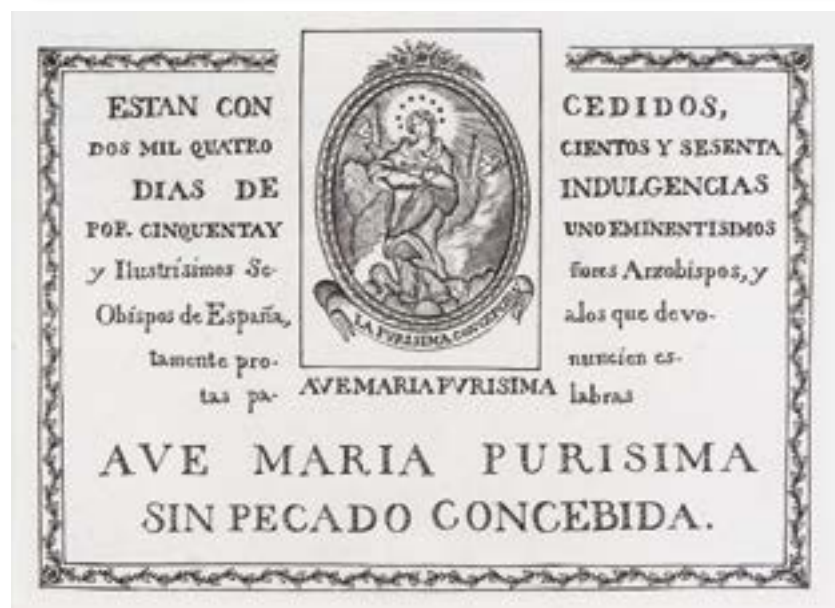 ESTAN CON CEDIDOS,
DOS MIL QUATRO CIENTOS Y SESENTA
DIAS DE INDULGENCIAS
POR CINQUENTAY UNO EMINENTISIMOS
y Ilustrísimos Se- ñores Arzobispos, y
Obispos de España, alos que devo-
tamente pro- nuncien es-
tas pa- labras
LA PURISIMA CONCEPCION
AVE MARIA PVRISIMA
AVE MARIA PURISIMA
SIN PECADO CONCEBIDA.